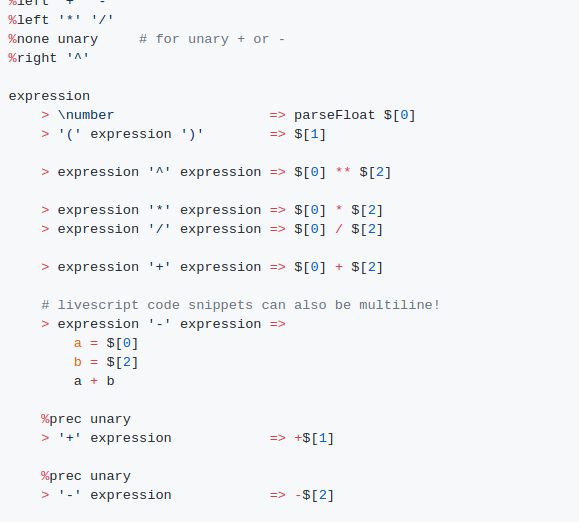 %left '+' '-'
%left '*' '/'
%none unary     # for unary + or -
%right '^'

expression
    > \number                   => parseFloat $[0]
    > '(' expression ')'        => $[1]

    > expression '^' expression => $[0] ** $[2]

    > expression '*' expression => $[0] * $[2]
    > expression '/' expression => $[0] / $[2]

    > expression '+' expression => $[0] + $[2]

    # livescript code snippets can also be multiline!
    > expression '-' expression =>
        a = $[0]
        b = $[2]
        a + b

    %prec unary
    > '+' expression            => +$[1]

    %prec unary
    > '-' expression            => -$[2]